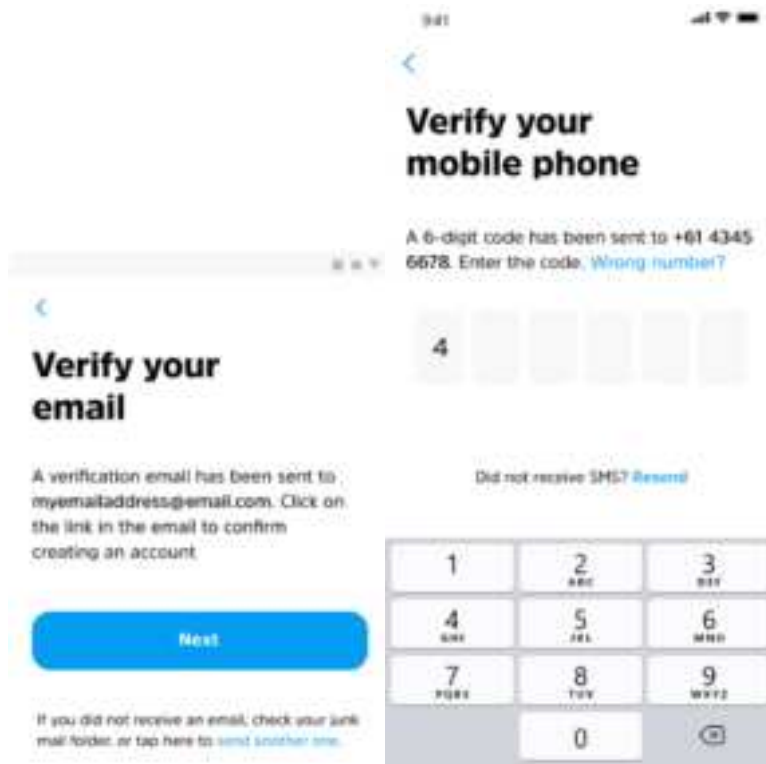 Verify your
email
A verification email has been sent to
myemailaddress@email.com. Click on
the link in the email to confirm
creating an account
Next
If you did not receive an email, check your junk
mail folder, or tap here to send another one.
9:41
Verify your
mobile phone
A 6-digit code has been sent to +61 4345
6678. Enter the code. Wrong number?
4
Did not receive SMS? Resend
1 2 3
ABC DEF
4 5 6
GHI JKL MNO
7 8 9
PQRS TUV WXYZ
0